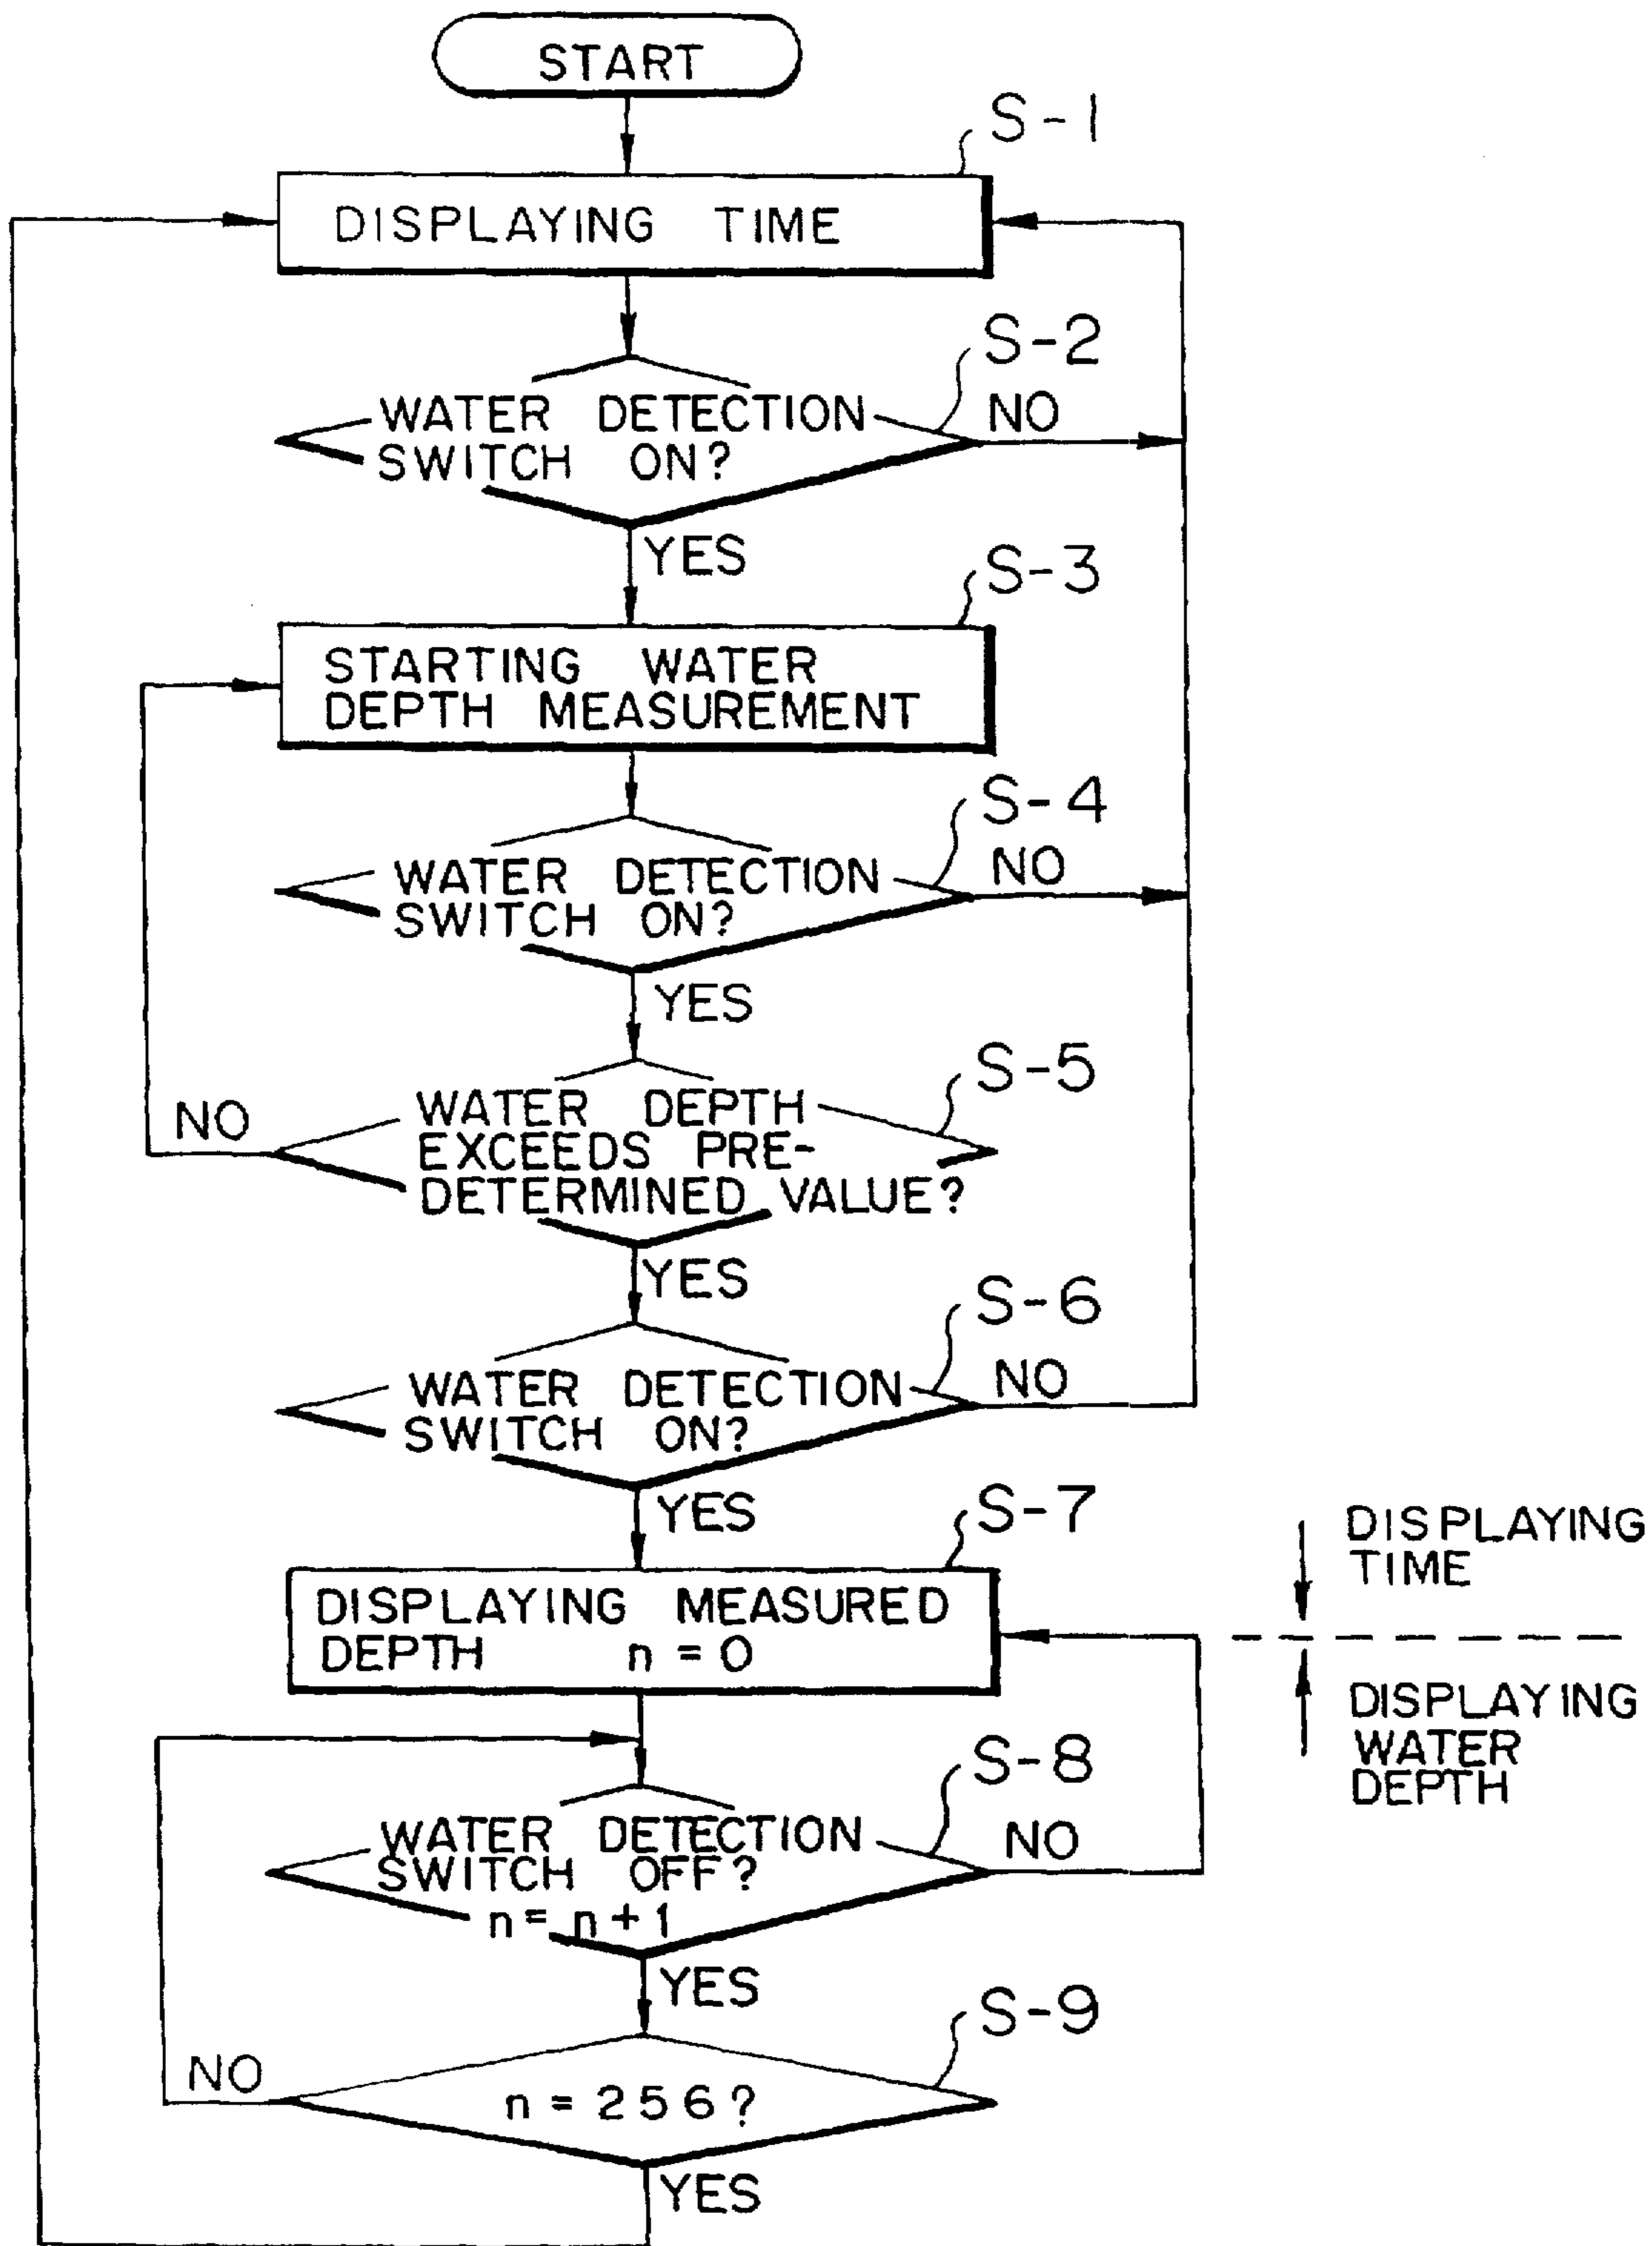 START
S-1
DISPLAYING TIME
S-2
WATER DETECTION
SWITCH ON?
NO
YES
S-3
STARTING WATER
DEPTH MEASUREMENT
S-4
WATER DETECTION
SWITCH ON?
NO
YES
S-5
WATER DEPTH
EXCEEDS PRE-
DETERMINED VALUE?
NO
YES
S-6
WATER DETECTION
SWITCH ON?
NO
YES
S-7
DISPLAYING MEASURED
DEPTH n = 0
DISPLAYING
TIME
DISPLAYING
WATER
DEPTH
S-8
WATER DETECTION
SWITCH OFF?
n = n + 1
NO
YES
S-9
n = 256?
NO
YES